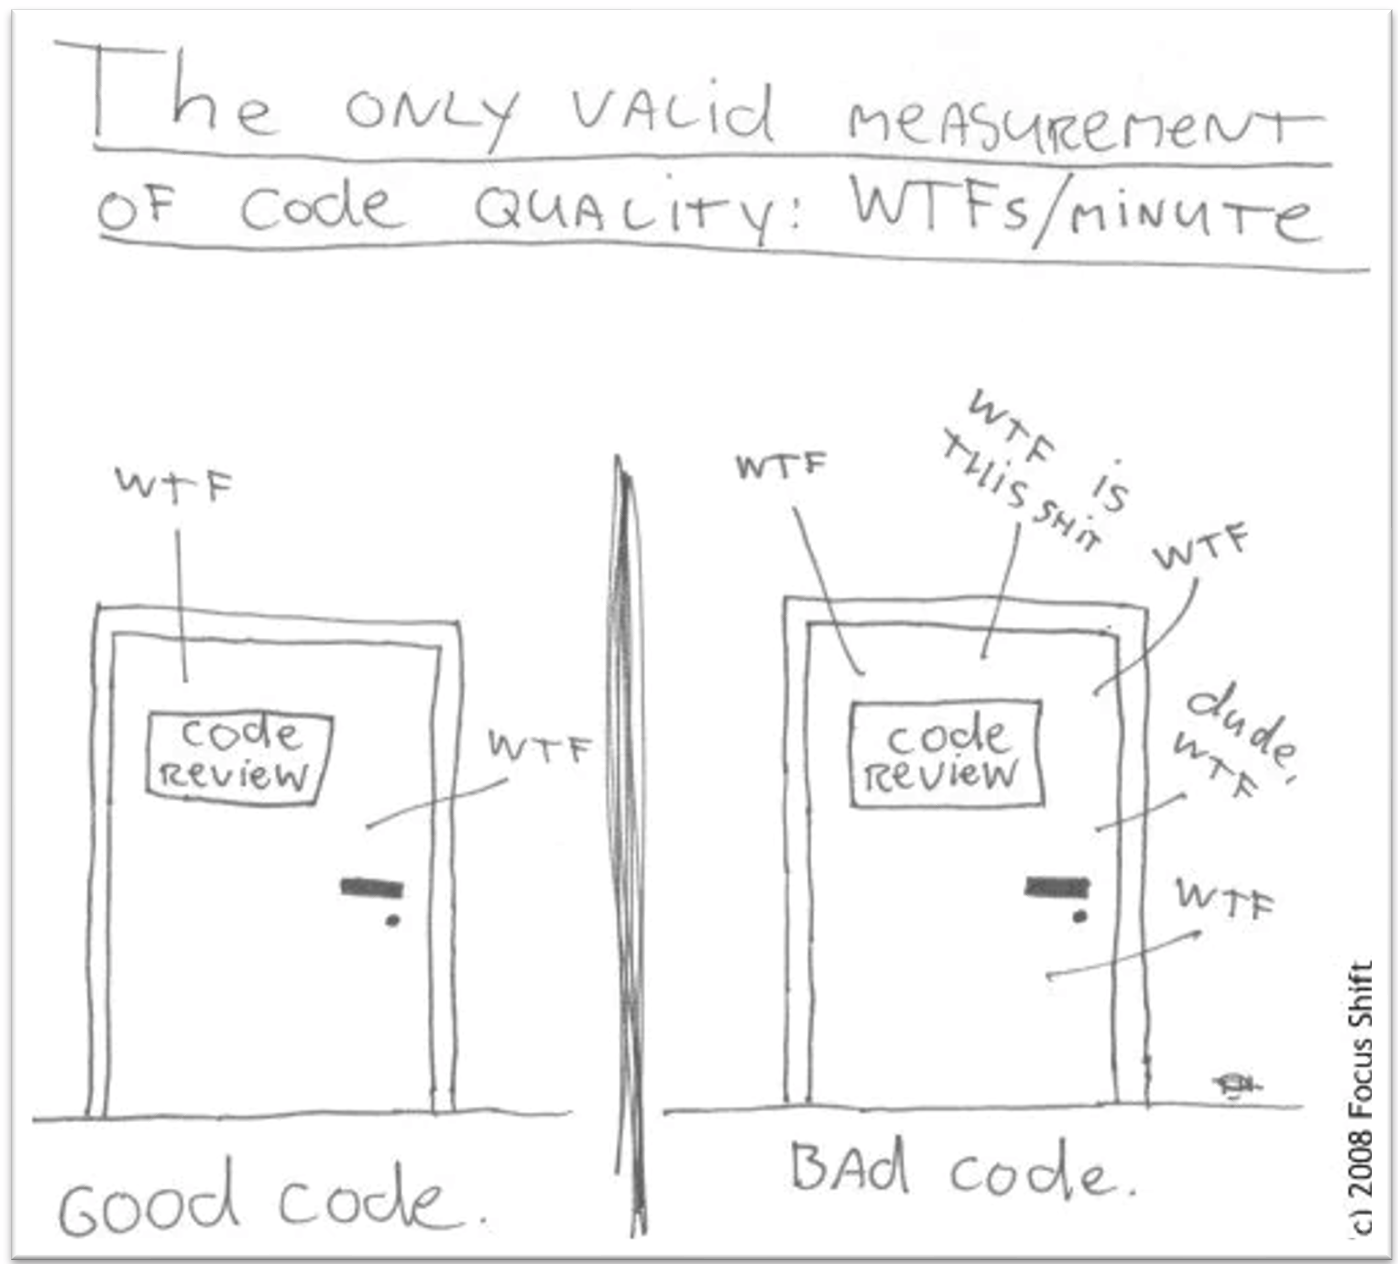 The ONLY VALid meASUREMENT
OF Code QUALITY: WTFs/MiNUTe
WTF
code
REViEW
WTF
Good code.
WTF
WTF is
THiS SHiT
WTF
code
REViEW
dude,
WTF
WTF
BAd code.
c) 2008 Focus Shift